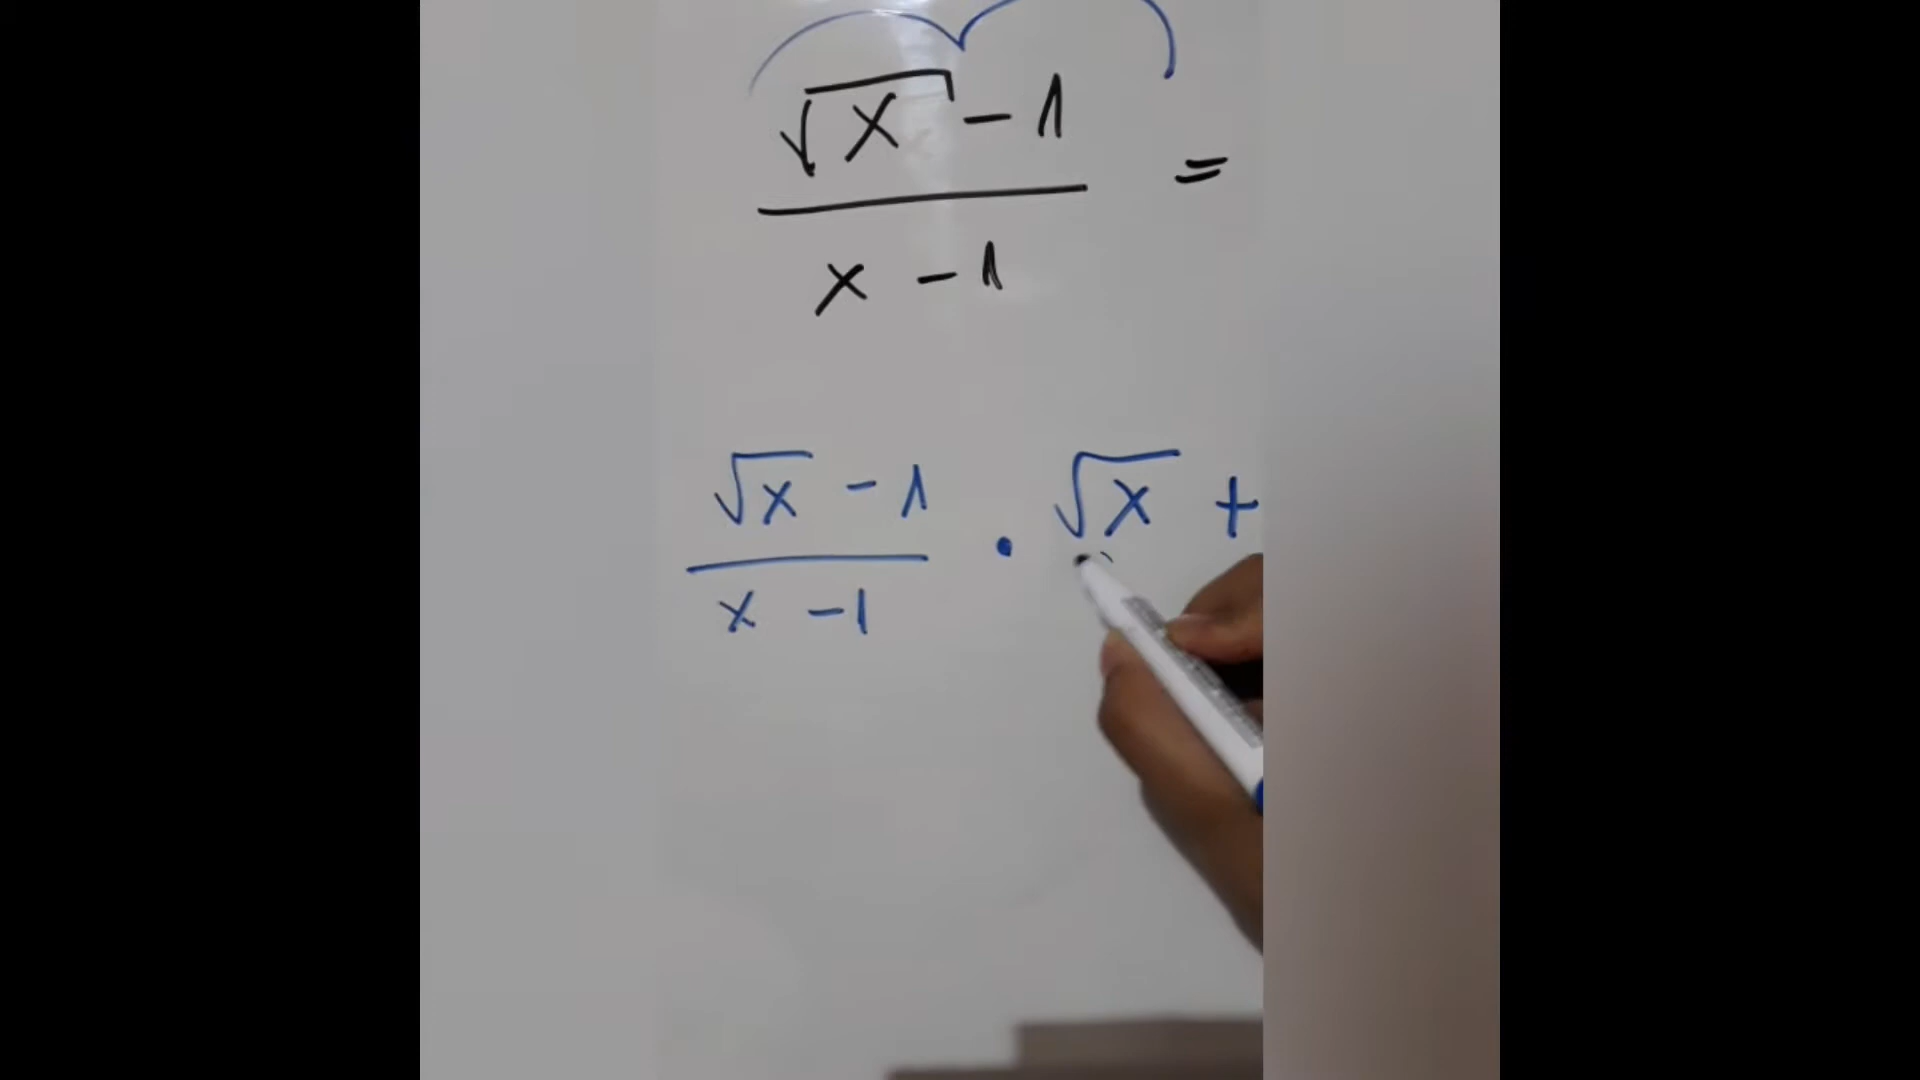 √x - 1
=
x - 1
√x - 1 · √x +
x - 1